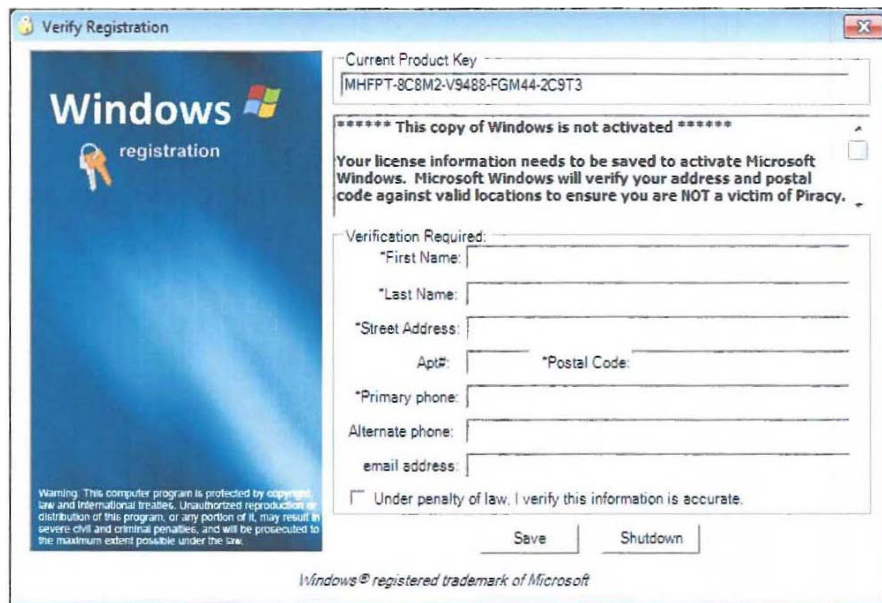 Verify Registration
Windows
registration
Warning: This computer program is protected by copyright
law and international treaties. Unauthorized reproduction or
distribution of this program, or any portion of it, may result in
severe civil and criminal penalties, and will be prosecuted to
the maximum extent possible under the law.
Current Product Key
MHFPT-8C8M2-V9488-FGM44-2C9T3
****** This copy of Windows is not activated ******
Your license information needs to be saved to activate Microsoft
Windows. Microsoft Windows will verify your address and postal
code against valid locations to ensure you are NOT a victim of Piracy.
Verification Required:
*First Name:
*Last Name:
*Street Address:
Apt#: *Postal Code:
*Primary phone:
Alternate phone:
email address:
Under penalty of law, I verify this information is accurate.
Save Shutdown
Windows® registered trademark of Microsoft